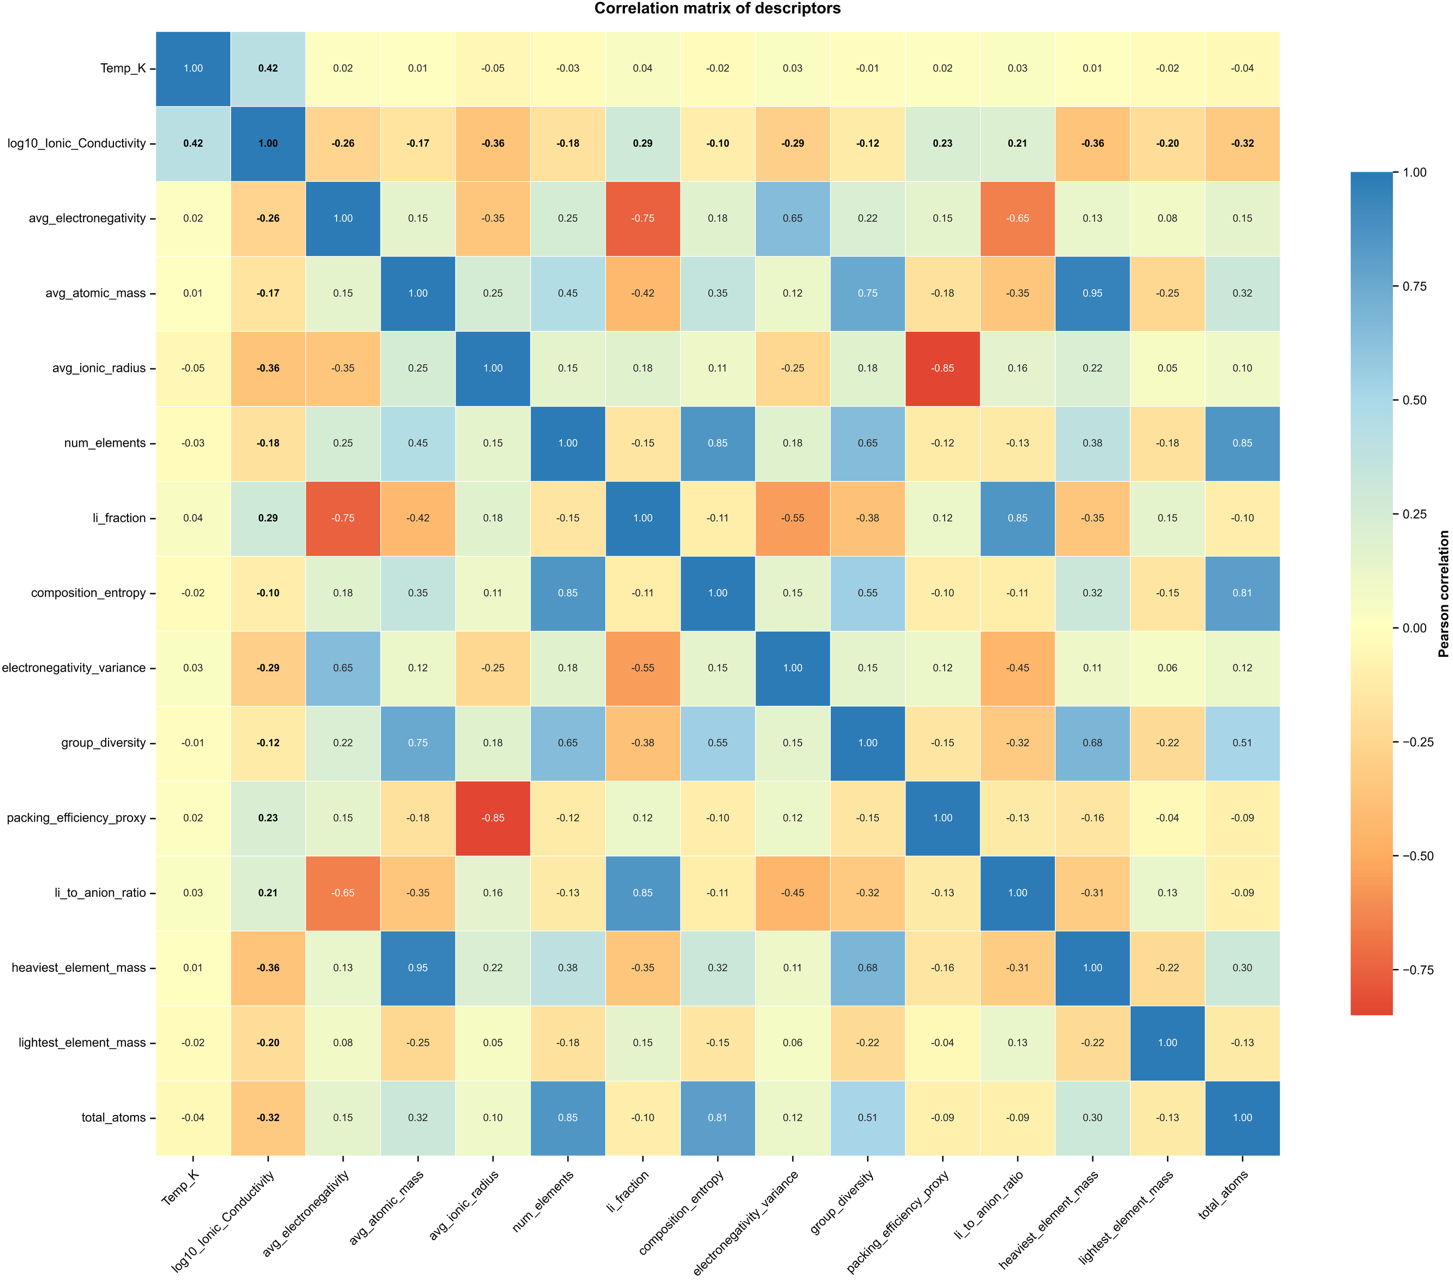 Correlation matrix of descriptors
Temp_K 1.00 0.42 0.02 0.01 -0.05 -0.03 0.04 -0.02 0.03 -0.01 0.02 0.03 0.01 -0.02 -0.04
log10_Ionic_Conductivity 0.42 1.00 -0.26 -0.17 -0.36 -0.18 0.29 -0.10 -0.29 -0.12 0.23 0.21 -0.36 -0.20 -0.32
avg_electronegativity 0.02 -0.26 1.00 0.15 -0.35 0.25 -0.75 0.18 0.65 0.22 0.15 -0.65 0.13 0.08 0.15
avg_atomic_mass 0.01 -0.17 0.15 1.00 0.25 0.45 -0.42 0.35 0.12 0.75 -0.18 -0.35 0.95 -0.25 0.32
avg_ionic_radius -0.05 -0.36 -0.35 0.25 1.00 0.15 0.18 0.11 -0.25 0.18 -0.85 0.16 0.22 0.05 0.10
num_elements -0.03 -0.18 0.25 0.45 0.15 1.00 -0.15 0.85 0.18 0.65 -0.12 -0.13 0.38 -0.18 0.85
li_fraction 0.04 0.29 -0.75 -0.42 0.18 -0.15 1.00 -0.11 -0.55 -0.38 0.12 0.85 -0.35 0.15 -0.10
composition_entropy -0.02 -0.10 0.18 0.35 0.11 0.85 -0.11 1.00 0.15 0.55 -0.10 -0.11 0.32 -0.15 0.81
electronegativity_variance 0.03 -0.29 0.65 0.12 -0.25 0.18 -0.55 0.15 1.00 0.15 0.12 -0.45 0.11 0.06 0.12
group_diversity -0.01 -0.12 0.22 0.75 0.18 0.65 -0.38 0.55 0.15 1.00 -0.15 -0.32 0.68 -0.22 0.51
packing_efficiency_proxy 0.02 0.23 0.15 -0.18 -0.85 -0.12 0.12 -0.10 0.12 -0.15 1.00 -0.13 -0.16 -0.04 -0.09
li_to_anion_ratio 0.03 0.21 -0.65 -0.35 0.16 -0.13 0.85 -0.11 -0.45 -0.32 -0.13 1.00 -0.31 0.13 -0.09
heaviest_element_mass 0.01 -0.36 0.13 0.95 0.22 0.38 -0.35 0.32 0.11 0.68 -0.16 -0.31 1.00 -0.22 0.30
lightest_element_mass -0.02 -0.20 0.08 -0.25 0.05 -0.18 0.15 -0.15 0.06 -0.22 -0.04 0.13 -0.22 1.00 -0.13
total_atoms -0.04 -0.32 0.15 0.32 0.10 0.85 -0.10 0.81 0.12 0.51 -0.09 -0.09 0.30 -0.13 1.00
Temp_K
log10_Ionic_Conductivity
avg_electronegativity
avg_atomic_mass
avg_ionic_radius
num_elements
li_fraction
composition_entropy
electronegativity_variance
group_diversity
packing_efficiency_proxy
li_to_anion_ratio
heaviest_element_mass
lightest_element_mass
total_atoms
1.00
0.75
0.50
0.25
0.00
−0.25
−0.50
−0.75
Pearson correlation